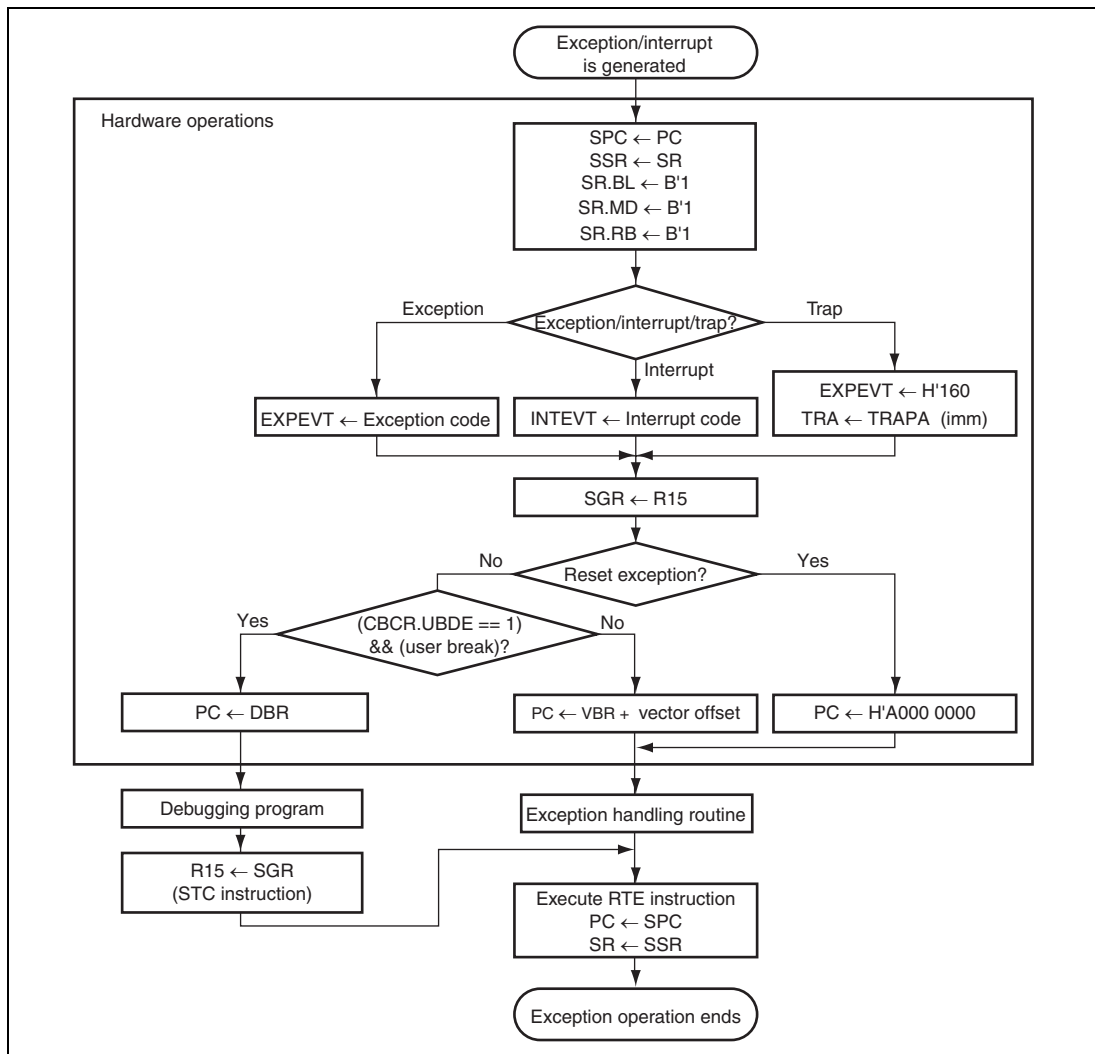 Exception/interrupt
is generated
Hardware operations
SPC ← PC
SSR ← SR
SR.BL ← B'1
SR.MD ← B'1
SR.RB ← B'1
Exception/interrupt/trap?
Exception
Trap
Interrupt
EXPEVT ← Exception code
INTEVT ← Interrupt code
EXPEVT ← H'160
TRA ← TRAPA (imm)
SGR ← R15
Reset exception?
No
Yes
(CBCR.UBDE == 1)
&& (user break)?
Yes
No
PC ← DBR
PC ← VBR + vector offset
PC ← H'A000 0000
Debugging program
Exception handling routine
R15 ← SGR
(STC instruction)
Execute RTE instruction
PC ← SPC
SR ← SSR
Exception operation ends